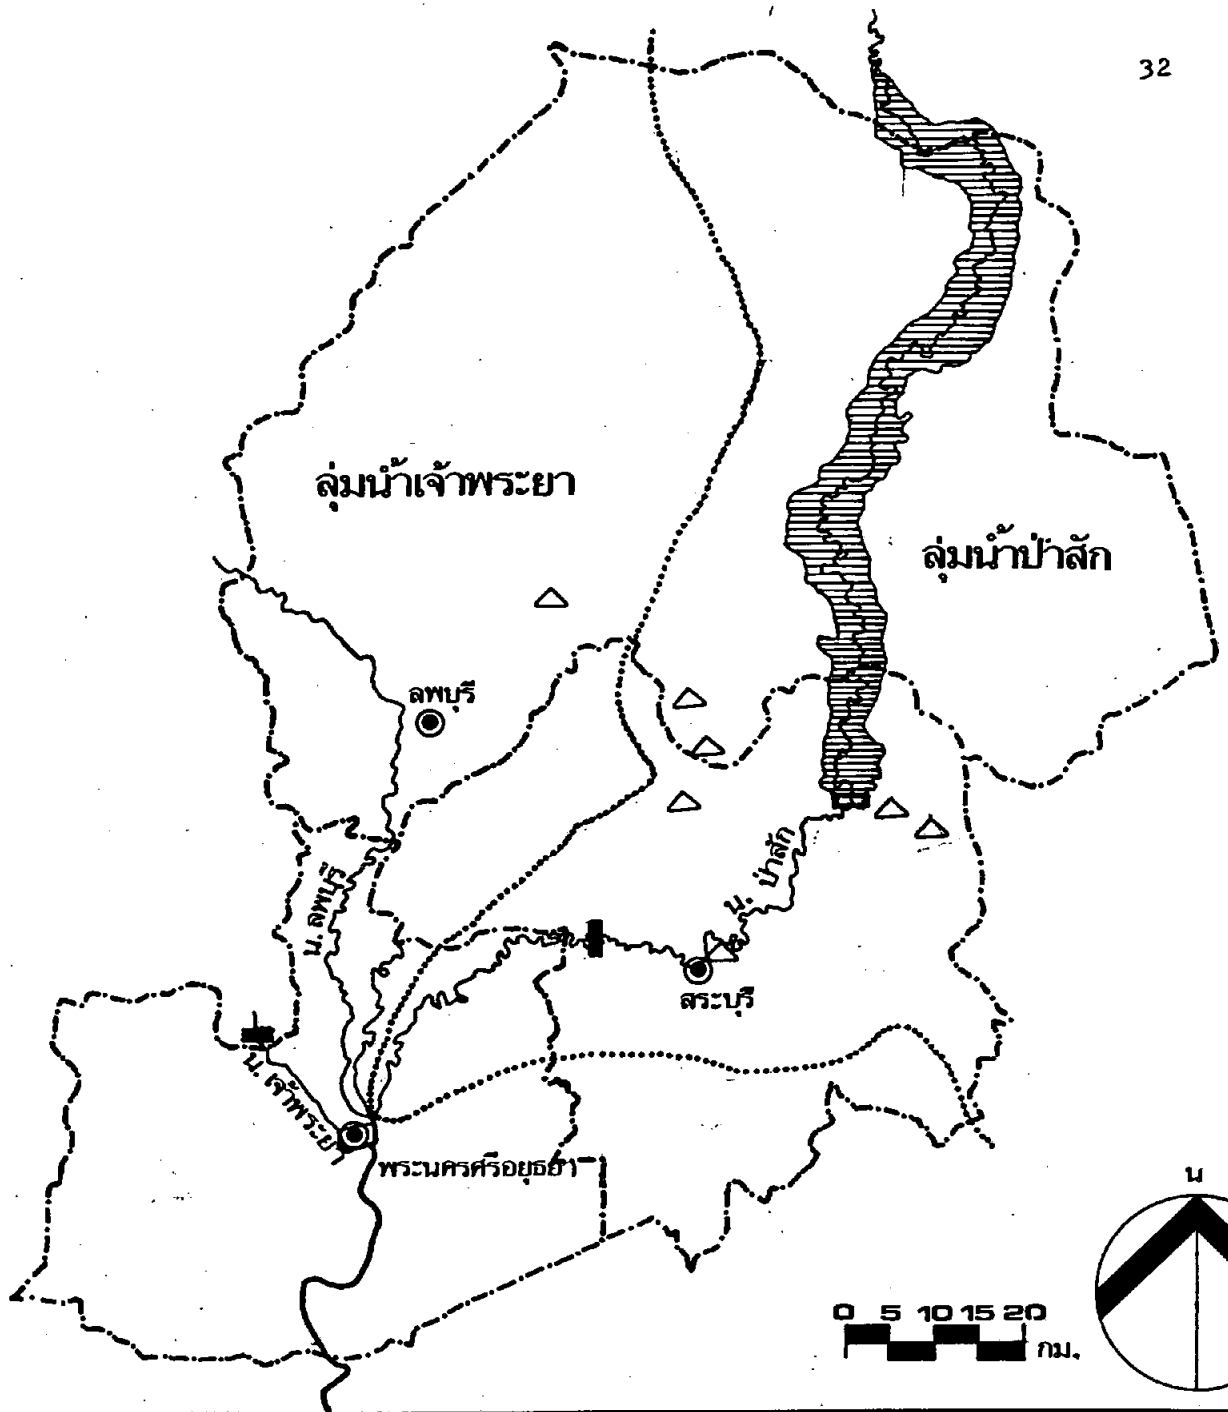 32
ลุ่มน้ำเจ้าพระยา
ลุ่มน้ำป่าสัก
ลพบุรี
น. ป่าสัก
น. ลพบุรี
สระบุรี
น. เจ้าพระยา
พระนครศรีอยุธยา
น
0 5 10 15 20
กม.